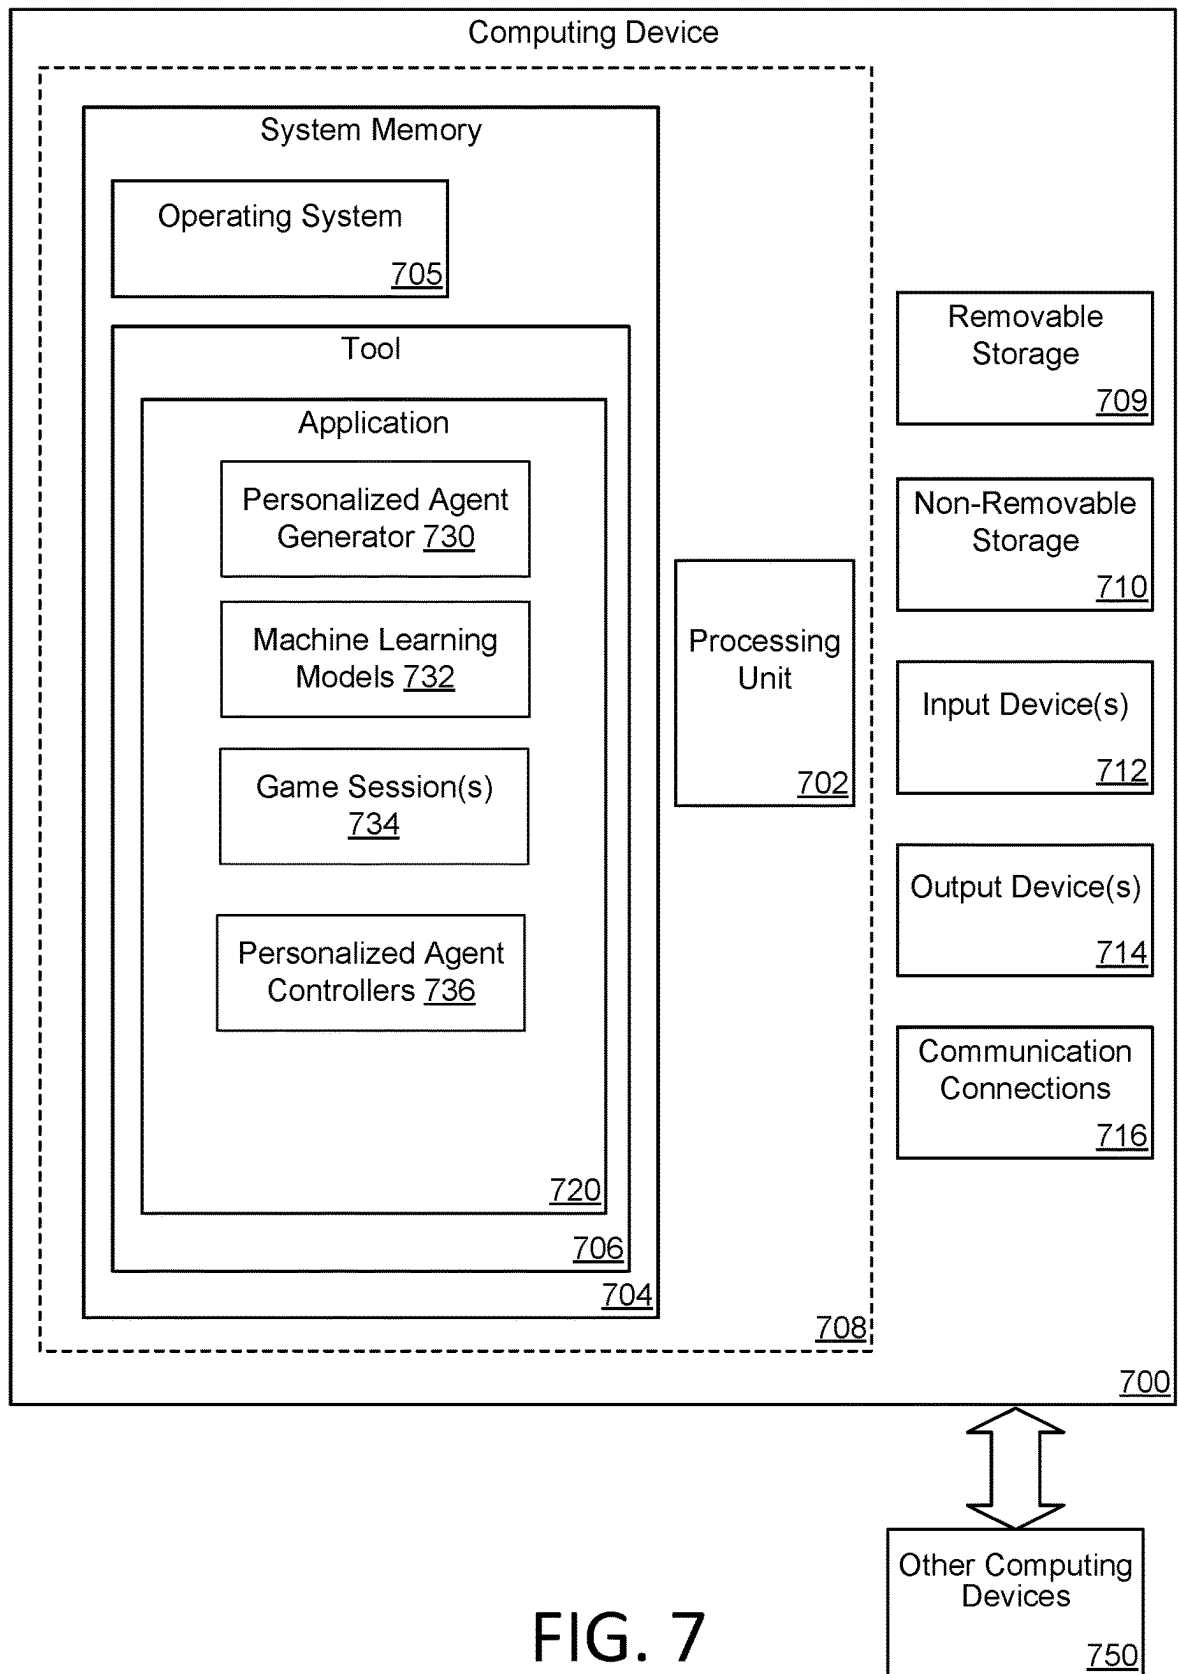 Computing Device
System Memory
Operating System
705
Tool
Application
Personalized Agent
Generator 730
Machine Learning
Models 732
Game Session(s)
734
Personalized Agent
Controllers 736
720
706
704
Processing
Unit
702
708
Removable
Storage
709
Non-Removable
Storage
710
Input Device(s)
712
Output Device(s)
714
Communication
Connections
716
700
Other Computing
Devices
750
FIG. 7